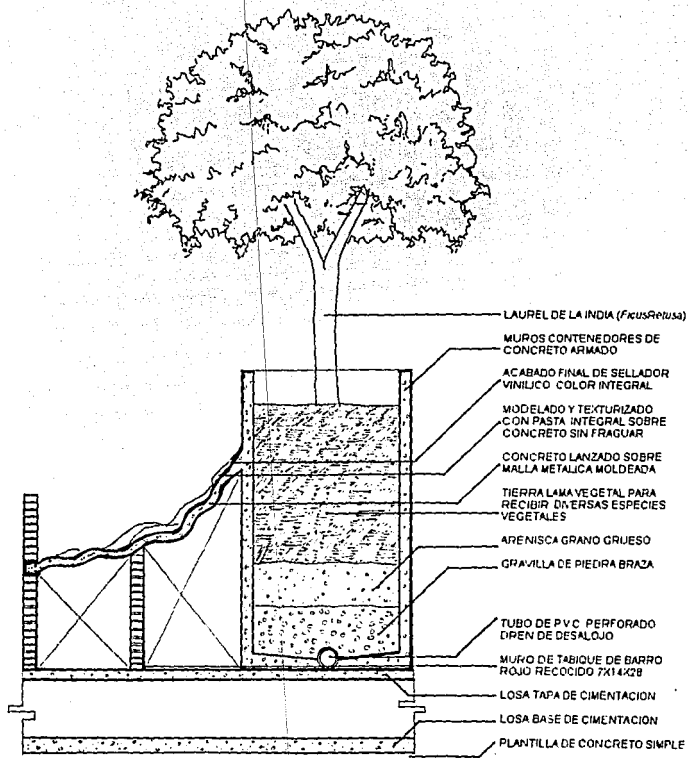 LAUREL DE LA INDIA (FicusRetusa)
MUROS CONTENEDORES DE
CONCRETO ARMADO
ACABADO FINAL DE SELLADOR
VINILICO COLOR INTEGRAL
MODELADO Y TEXTURIZADO
CON PASTA INTEGRAL SOBRE
CONCRETO SIN FRAGUAR
CONCRETO LANZADO SOBRE
MALLA METALICA MOLDEADA
TIERRA LAMA VEGETAL PARA
RECIBIR DIVERSAS ESPECIES
VEGETALES
ARENISCA GRANO GRUESO
GRAVILLA DE PIEDRA BRAZA
TUBO DE P.V.C. PERFORADO
DREN DE DESALOJO
MURO DE TABIQUE DE BARRO
ROJO RECOCIDO 7X14X28
LOSA TAPA DE CIMENTACION
LOSA BASE DE CIMENTACION
PLANTILLA DE CONCRETO SIMPLE